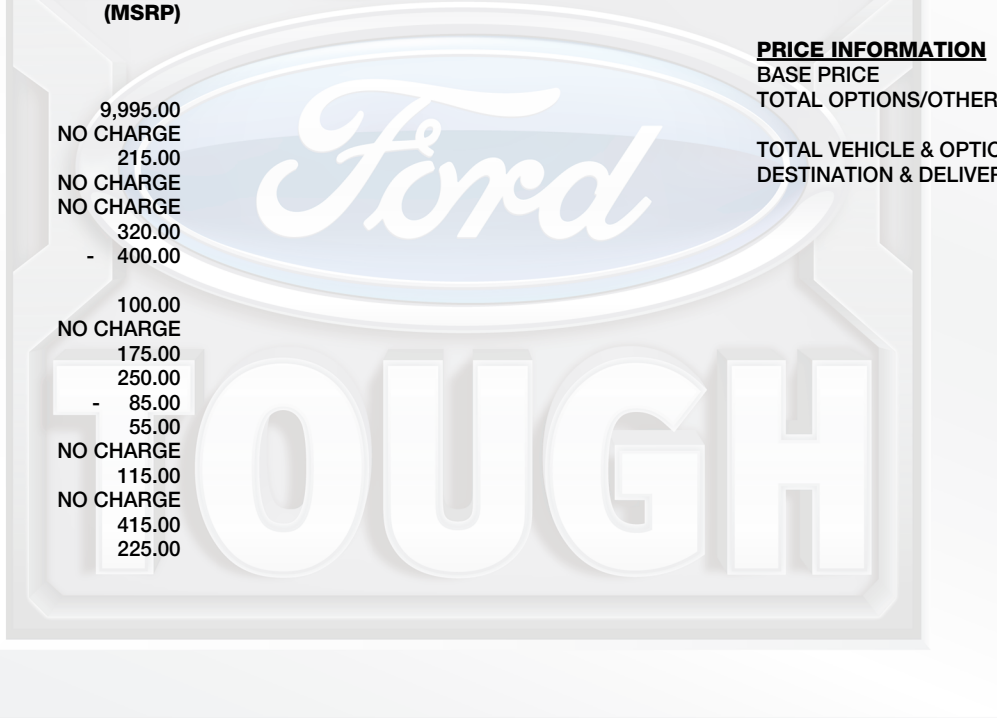 (MSRP)
9,995.00
NO CHARGE
215.00
NO CHARGE
NO CHARGE
320.00
- 400.00
100.00
NO CHARGE
175.00
250.00
- 85.00
55.00
NO CHARGE
115.00
NO CHARGE
415.00
225.00
PRICE INFORMATION
BASE PRICE
TOTAL OPTIONS/OTHER
TOTAL VEHICLE & OPTIO
DESTINATION & DELIVER
Ford
TOUGH